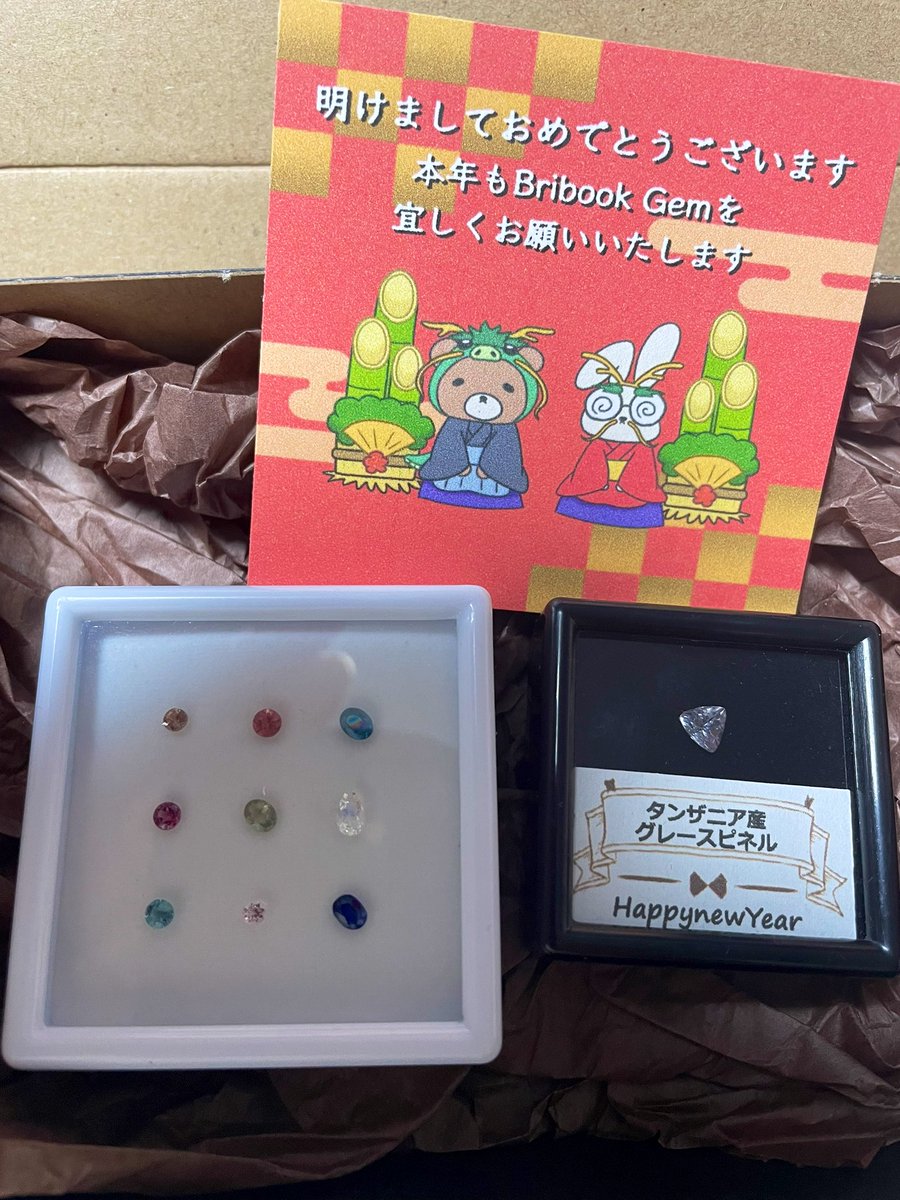 明けましておめでとうございます
本年もBribook Gemを
宜しくお願いいたします
タンザニア産
グレースピネル
HappynewYear